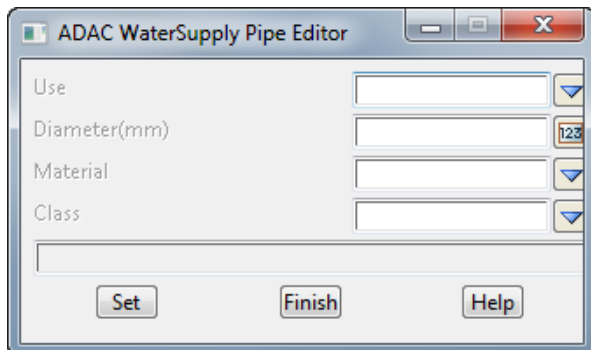 ADAC WaterSupply Pipe Editor
Use
Diameter(mm)
123
Material
Class
Set Finish Help